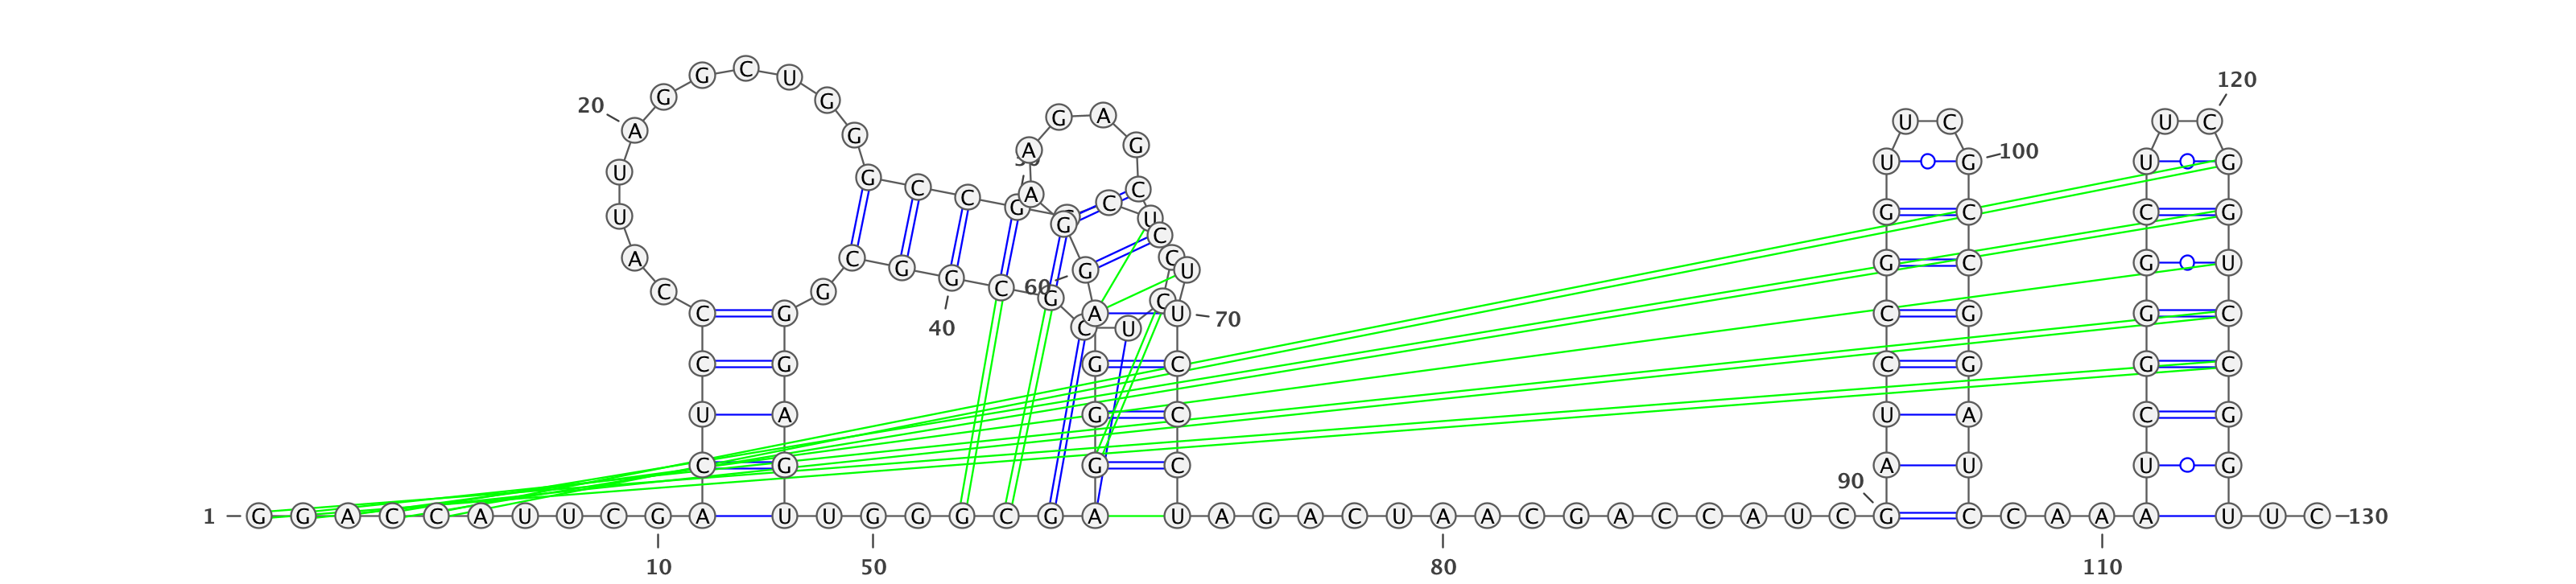 1 G G A C C A U U C G
10
A C U C C C A U U A
20
G G C U G G G C C G
30
G C U C C U C G C G
40
G C G G G A G U U G
50
G G C G A G G G A G
60
G A A G A G C C U U
70
C C C U A G A C U A
80
A C G A C C A U C G
90
A U C C G G U U C G
100
C C G G A U C C A A
110
A U C G G G C U U C
120
G G U C C G G U U C
130